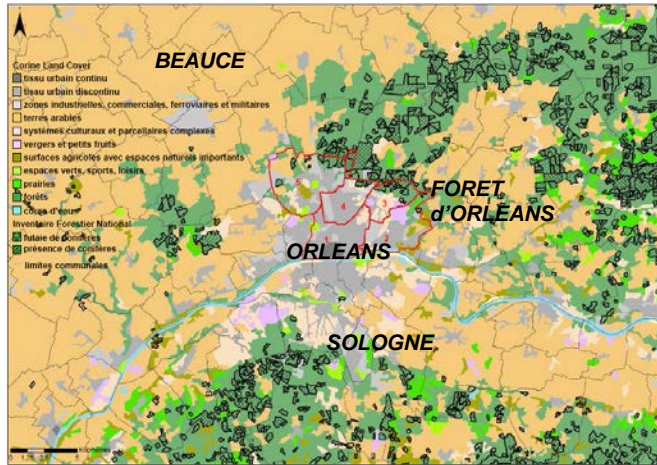 BEAUCE
Corine Land Cover
tissu urbain continu
tissu urbain discontinu
zones industrielles, commerciales, ferroviaires et militaires
terres arables
systèmes culturaux et parcellaires complexes
vergers et petits fruits
surfaces agricoles avec espaces naturels importants
espaces verts, sports, loisirs
prairies
forêts
cours d'eau
Inventaire Forestier National
futaie de conifères
présence de conifères
limites communales
4
3
FORET
d'ORLEANS
ORLEANS
SOLOGNE